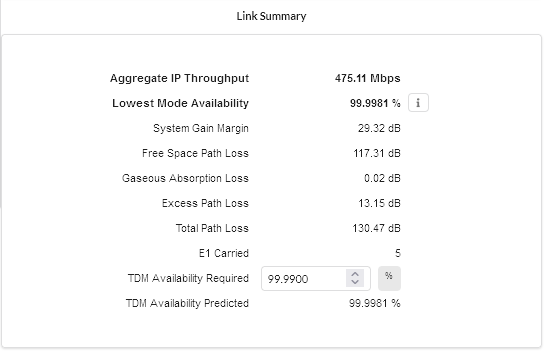 Link Summary
Aggregate IP Throughput 475.11 Mbps
Lowest Mode Availability 99.9981 % i
System Gain Margin 29.32 dB
Free Space Path Loss 117.31 dB
Gaseous Absorption Loss 0.02 dB
Excess Path Loss 13.15 dB
Total Path Loss 130.47 dB
E1 Carried 5
TDM Availability Required 99.9900 %
TDM Availability Predicted 99.9981 %